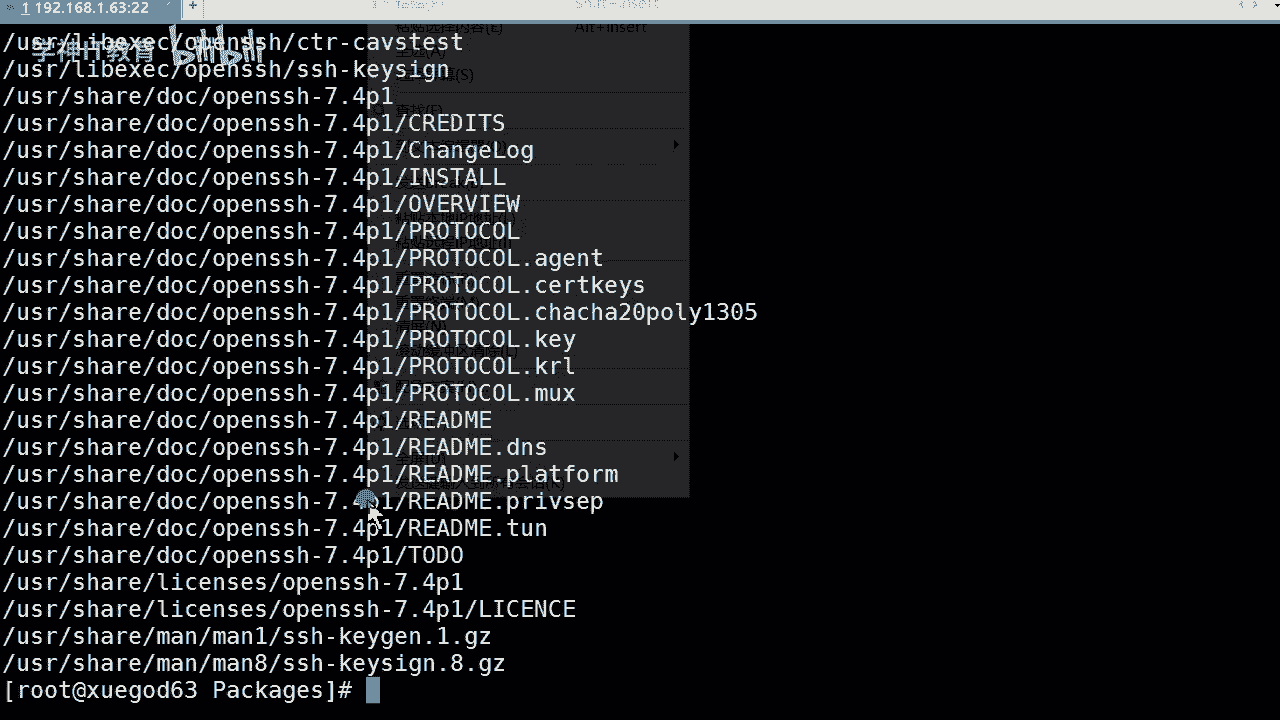 1 192.168.1.63:22
+
Alt+Insert
/usr/libexec/openssh/ctr-cavstest
学神IT教育 bilibili
/usr/libexec/openssh/ssh-keysign
/usr/share/doc/openssh-7.4p1
/usr/share/doc/openssh-7.4p1/CREDITS
/usr/share/doc/openssh-7.4p1/ChangeLog
/usr/share/doc/openssh-7.4p1/INSTALL
/usr/share/doc/openssh-7.4p1/OVERVIEW
/usr/share/doc/openssh-7.4p1/PROTOCOL
/usr/share/doc/openssh-7.4p1/PROTOCOL.agent
/usr/share/doc/openssh-7.4p1/PROTOCOL.certkeys
/usr/share/doc/openssh-7.4p1/PROTOCOL.chacha20poly1305
/usr/share/doc/openssh-7.4p1/PROTOCOL.key
/usr/share/doc/openssh-7.4p1/PROTOCOL.krl
/usr/share/doc/openssh-7.4p1/PROTOCOL.mux
/usr/share/doc/openssh-7.4p1/README
/usr/share/doc/openssh-7.4p1/README.dns
/usr/share/doc/openssh-7.4p1/README.platform
/usr/share/doc/openssh-7.4p1/README.privsep
/usr/share/doc/openssh-7.4p1/README.tun
/usr/share/doc/openssh-7.4p1/TODO
/usr/share/licenses/openssh-7.4p1
/usr/share/licenses/openssh-7.4p1/LICENCE
/usr/share/man/man1/ssh-keygen.1.gz
/usr/share/man/man8/ssh-keysign.8.gz
[root@xuegod63 Packages]#